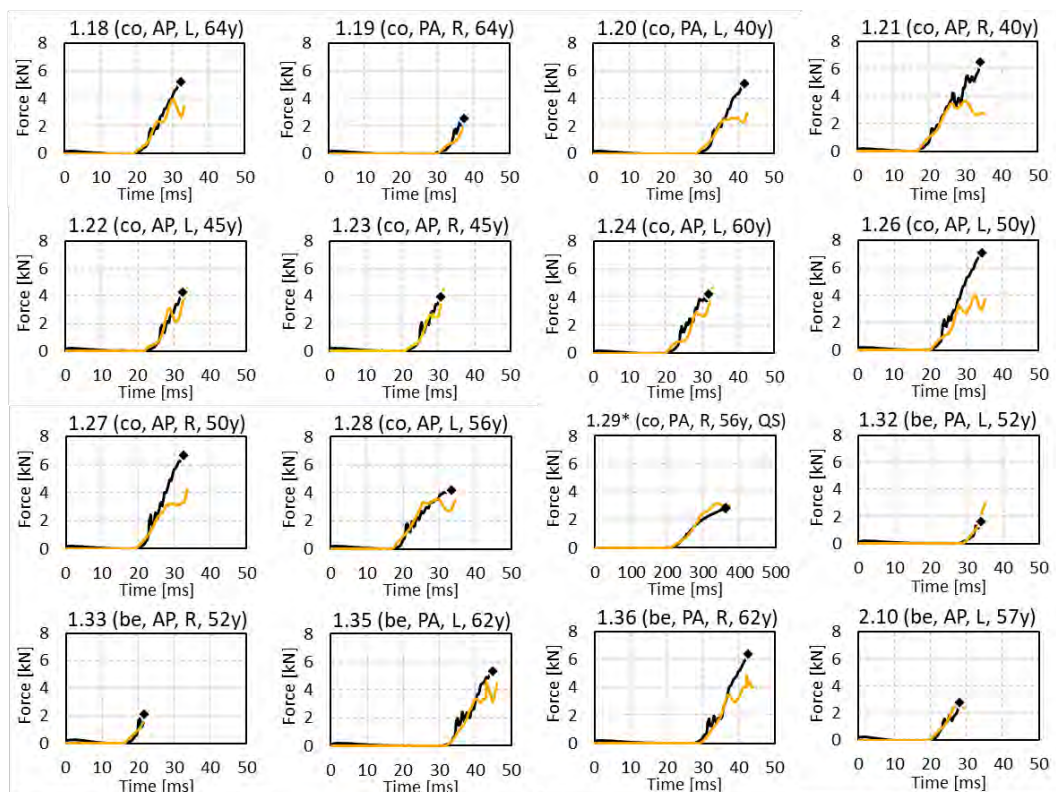 1.18 (co, AP, L, 64y) 1.19 (co, PA, R, 64y) 1.20 (co, PA, L, 40y) 1.21 (co, AP, R, 40y)
8 8 8 8
6 6 6 6
4 4 4 4
2 2 2 2
0 0 0 0
Force [kN] Force [kN] Force [kN] Force [kN]
0 10 20 30 40 50 0 10 20 30 40 50 0 10 20 30 40 50 0 10 20 30 40 50
Time [ms] Time [ms] Time [ms] Time [ms]
1.22 (co, AP, L, 45y) 1.23 (co, AP, R, 45y) 1.24 (co, AP, L, 60y) 1.26 (co, AP, L, 50y)
8 8 8 8
6 6 6 6
4 4 4 4
2 2 2 2
0 0 0 0
Force [kN] Force [kN] Force [kN] Force [kN]
0 10 20 30 40 50 0 10 20 30 40 50 0 10 20 30 40 50 0 10 20 30 40 50
Time [ms] Time [ms] Time [ms] Time [ms]
1.27 (co, AP, R, 50y) 1.28 (co, AP, L, 56y) 1.29* (co, PA, R, 56y, QS) 1.32 (be, PA, L, 52y)
8 8 8 8
6 6 6 6
4 4 4 4
2 2 2 2
0 0 0 0
Force [kN] Force [kN] Force [kN] Force [kN]
0 10 20 30 40 50 0 10 20 30 40 50 0 100 200 300 400 500 0 10 20 30 40 50
Time [ms] Time [ms] Time [ms] Time [ms]
1.33 (be, AP, R, 52y) 1.35 (be, PA, L, 62y) 1.36 (be, PA, R, 62y) 2.10 (be, AP, L, 57y)
8 8 8 8
6 6 6 6
4 4 4 4
2 2 2 2
0 0 0 0
Force [kN] Force [kN] Force [kN] Force [kN]
0 10 20 30 40 50 0 10 20 30 40 50 0 10 20 30 40 50 0 10 20 30 40 50
Time [ms] Time [ms] Time [ms] Time [ms]